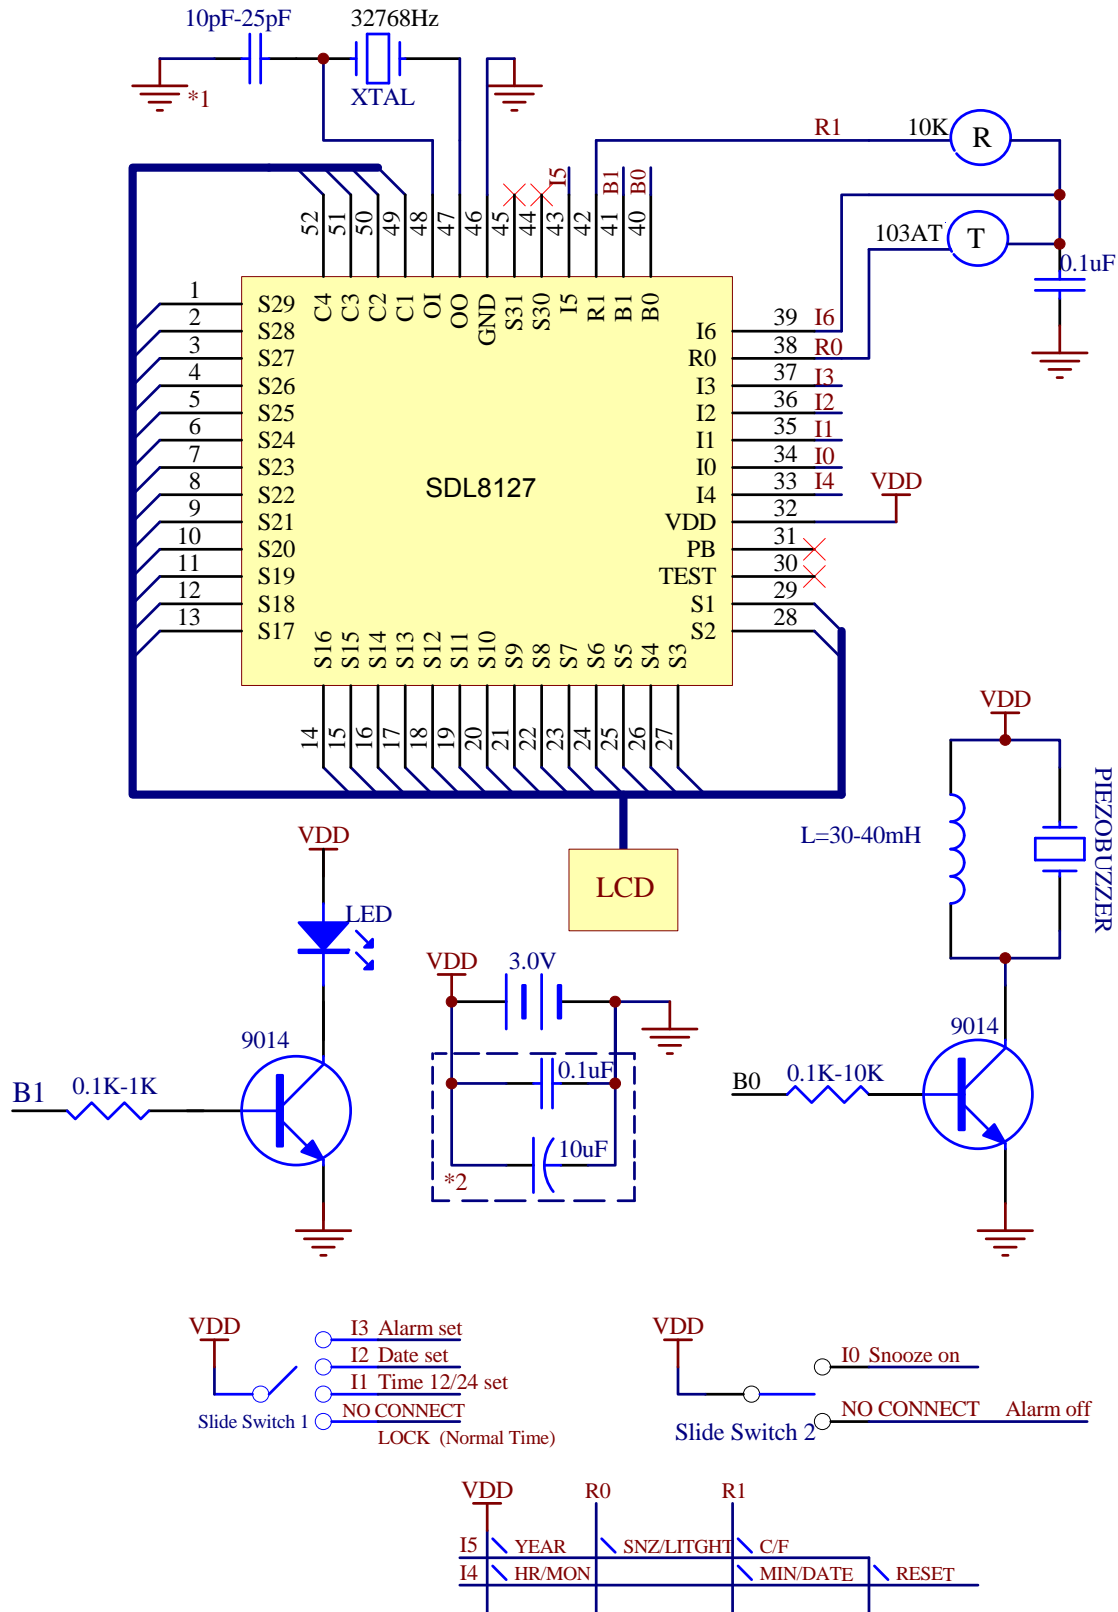 10pF-25pF
32768Hz
*1
XTAL
R1
10K
R
103AT
T
0.1uF
52
51
50
49
48
47
46
45
44
43
42
41
40
I5
B1
B0
C4
C3
C2
C1
OI
OO
GND
S31
S30
I5
R1
B1
B0
1
S29
2
S28
3
S27
4
S26
5
S25
6
S24
7
S23
8
S22
9
S21
10
S20
11
S19
12
S18
13
S17
SDL8127
I6
39
I6
R0
38
R0
I3
37
I3
I2
36
I2
I1
35
I1
I0
34
I0
I4
33
I4
VDD
32
VDD
PB
31
TEST
30
S1
29
S2
28
S16
S15
S14
S13
S12
S11
S10
S9
S8
S7
S6
S5
S4
S3
14
15
16
17
18
19
20
21
22
23
24
25
26
27
LCD
VDD
LED
9014
B1
0.1K-1K
VDD
3.0V
0.1uF
10uF
*2
VDD
L=30-40mH
PIEZOBUZZER
9014
B0
0.1K-10K
VDD
I3 Alarm set
I2 Date set
I1 Time 12/24 set
NO CONNECT
Slide Switch 1
LOCK (Normal Time)
VDD
I0 Snooze on
NO CONNECT Alarm off
Slide Switch 2
VDD R0 R1
I5 YEAR SNZ/LITGHT C/F
I4 HR/MON MIN/DATE RESET